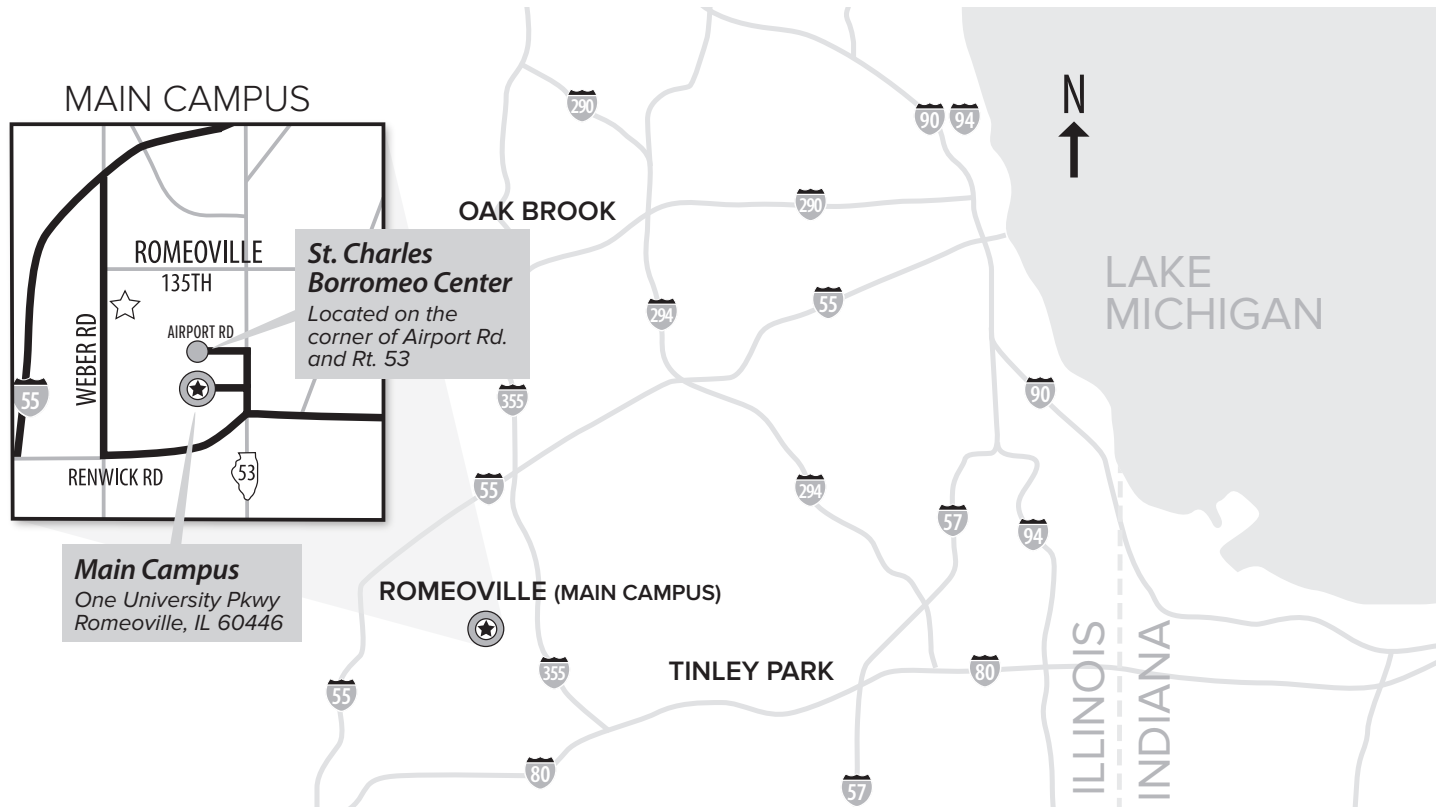 MAIN CAMPUS
ROMEOVILLE
135TH
AIRPORT RD
WEBER RD
55
RENWICK RD
53
St. Charles
Borromeo Center
Located on the
corner of Airport Rd.
and Rt. 53
Main Campus
One University Pkwy
Romeoville, IL 60446
290
90
94
N
OAK BROOK
290
LAKE
MICHIGAN
294
55
355
90
55
294
57
94
ROMEOVILLE (MAIN CAMPUS)
TINLEY PARK
355
80
55
80
57
ILLINOIS
INDIANA